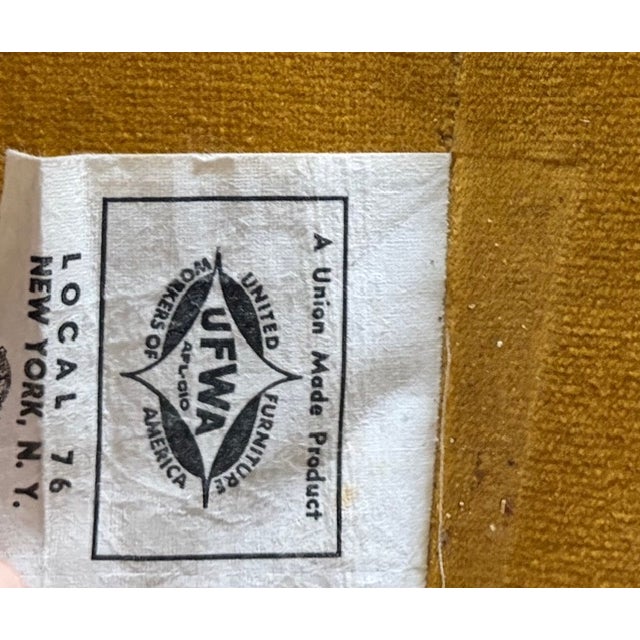 A Union Made Product
UNITED FURNITURE
UFWA
AFL-CIO
WORKERS OF AMERICA
LOCAL 76
NEW YORK, N. Y.